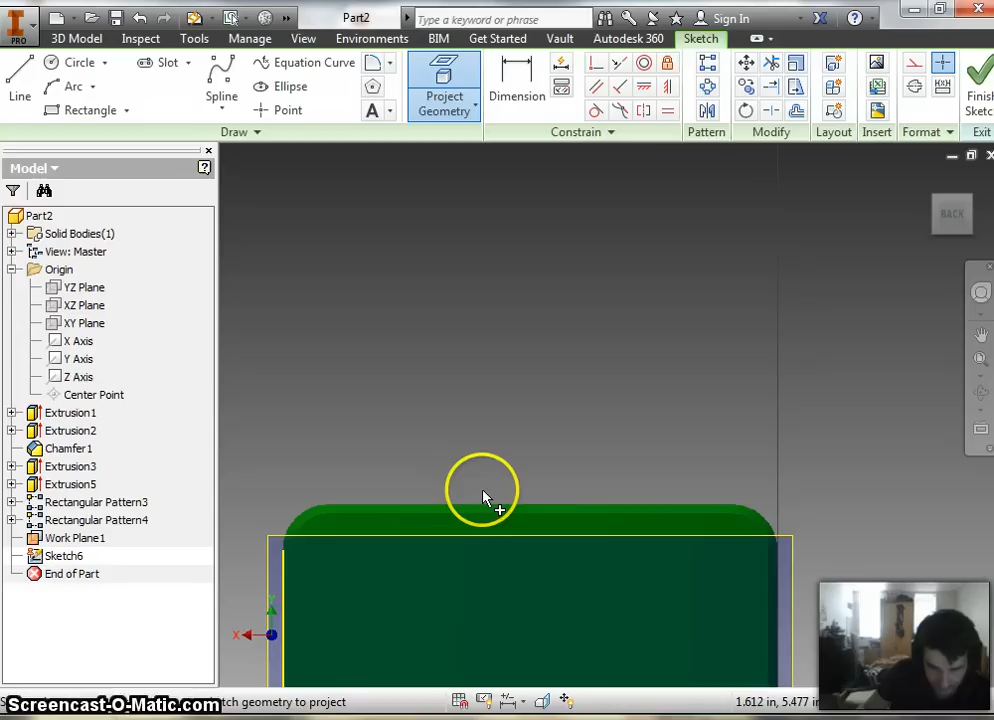 Part2
Type a keyword or phrase
Sign In
PRO
3D Model Inspect Tools Manage View Environments BIM Get Started Vault Autodesk 360 Sketch
Line
Circle
Arc
Rectangle
Slot
Spline
Equation Curve
Ellipse
Point
A
Project
Geometry
Dimension
Finish
Sketc
Draw
Constrain
Pattern
Modify
Layout
Insert
Format
Exit
Model
Part2
Solid Bodies(1)
View: Master
Origin
YZ Plane
XZ Plane
XY Plane
X Axis
Y Axis
Z Axis
Center Point
Extrusion1
Extrusion2
Chamfer1
Extrusion3
Extrusion5
Rectangular Pattern3
Rectangular Pattern4
Work Plane1
Sketch6
End of Part
BACK
Y
X
tch geometry to project
1.612 in, 5.477 in
Screencast-O-Matic.com